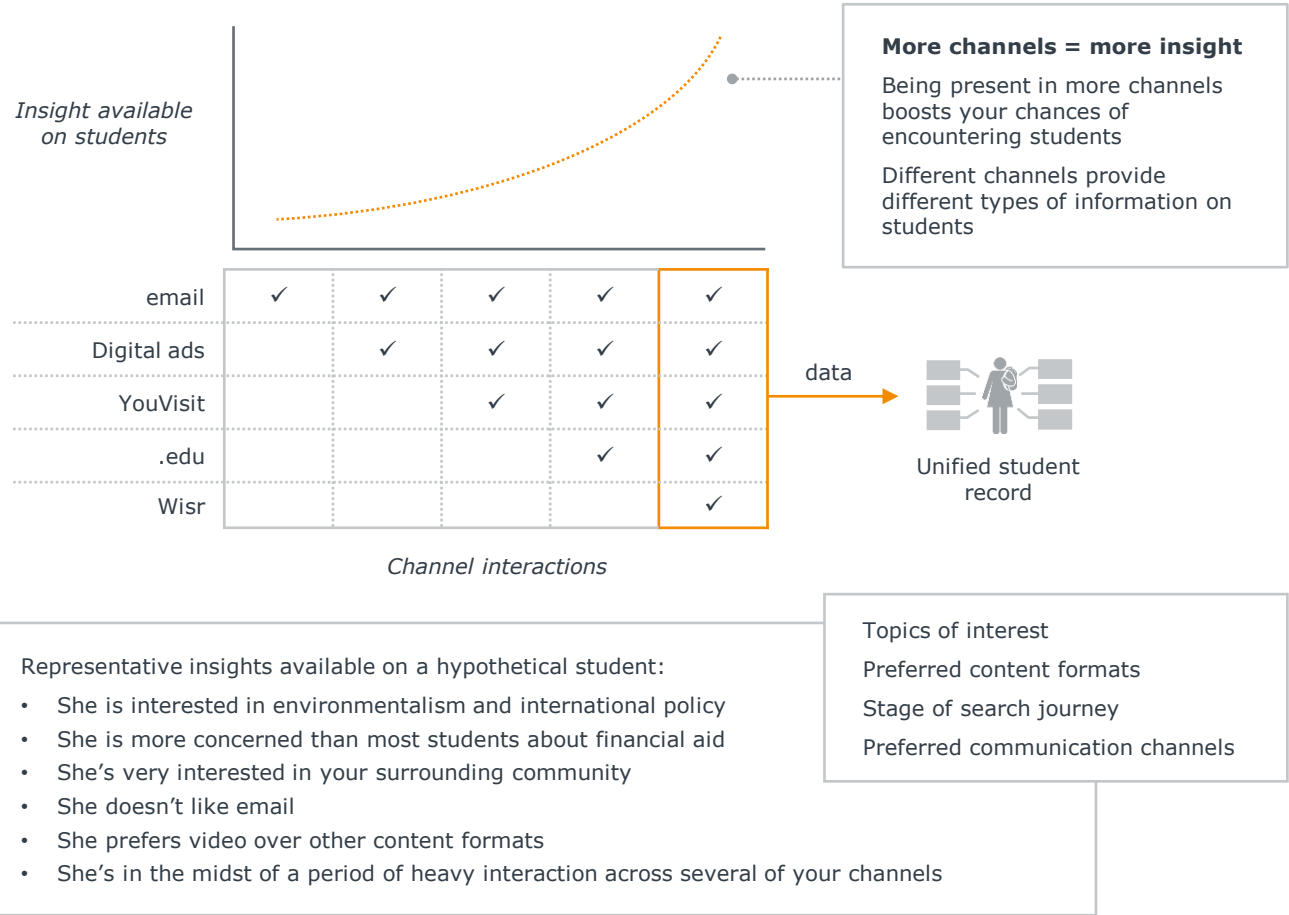 Insight available
on students
More channels = more insight
Being present in more channels
boosts your chances of
encountering students
Different channels provide
different types of information on
students
email ✓ ✓ ✓ ✓ ✓
Digital ads ✓ ✓ ✓ ✓
YouVisit ✓ ✓ ✓
.edu ✓ ✓
Wisr ✓
Channel interactions
data
Unified student
record
Topics of interest
Preferred content formats
Stage of search journey
Preferred communication channels
Representative insights available on a hypothetical student:
• She is interested in environmentalism and international policy
• She is more concerned than most students about financial aid
• She’s very interested in your surrounding community
• She doesn’t like email
• She prefers video over other content formats
• She’s in the midst of a period of heavy interaction across several of your channels